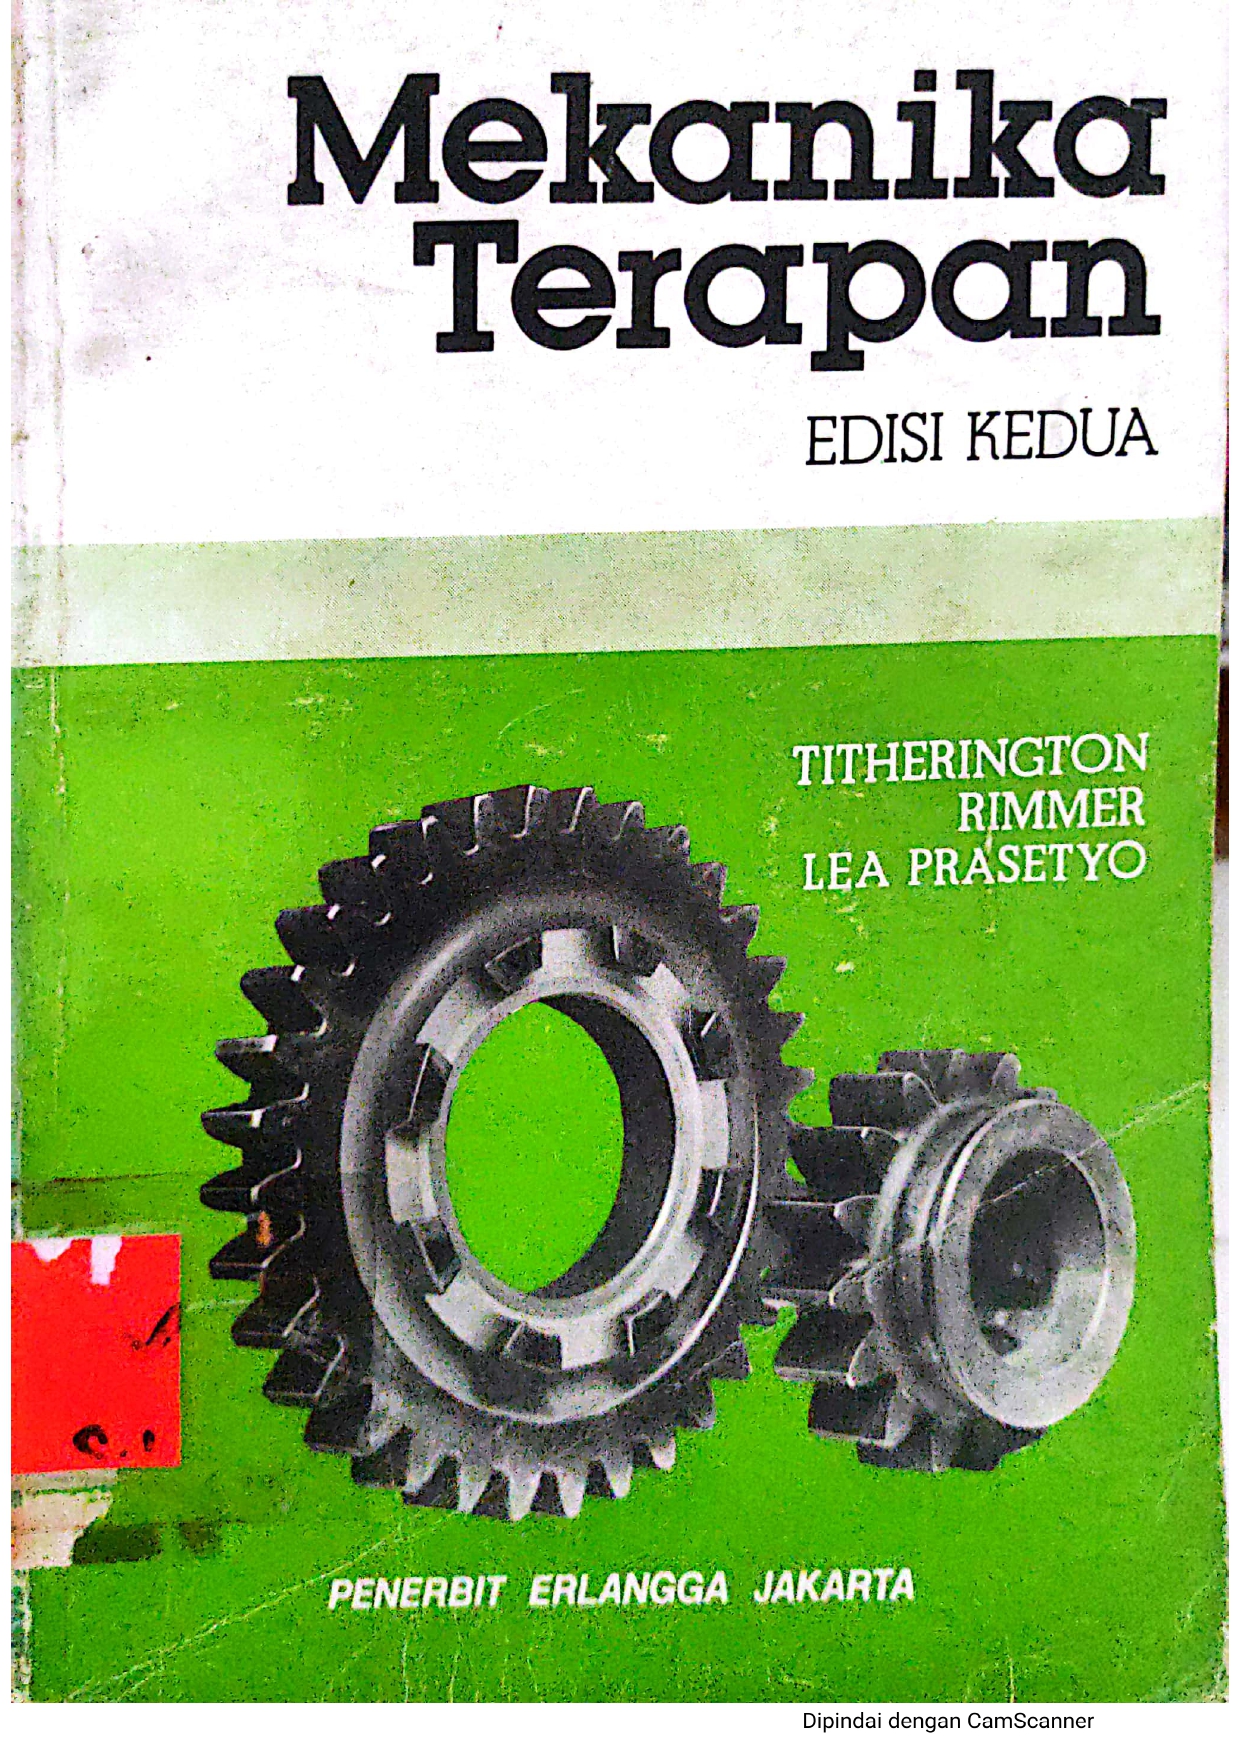 Mekanika
Terapan
EDISI KEDUA
TITHERINGTON
RIMMER
LEA PRASETYO
PENERBIT ERLANGGA JAKARTA
Dipindai dengan CamScanner